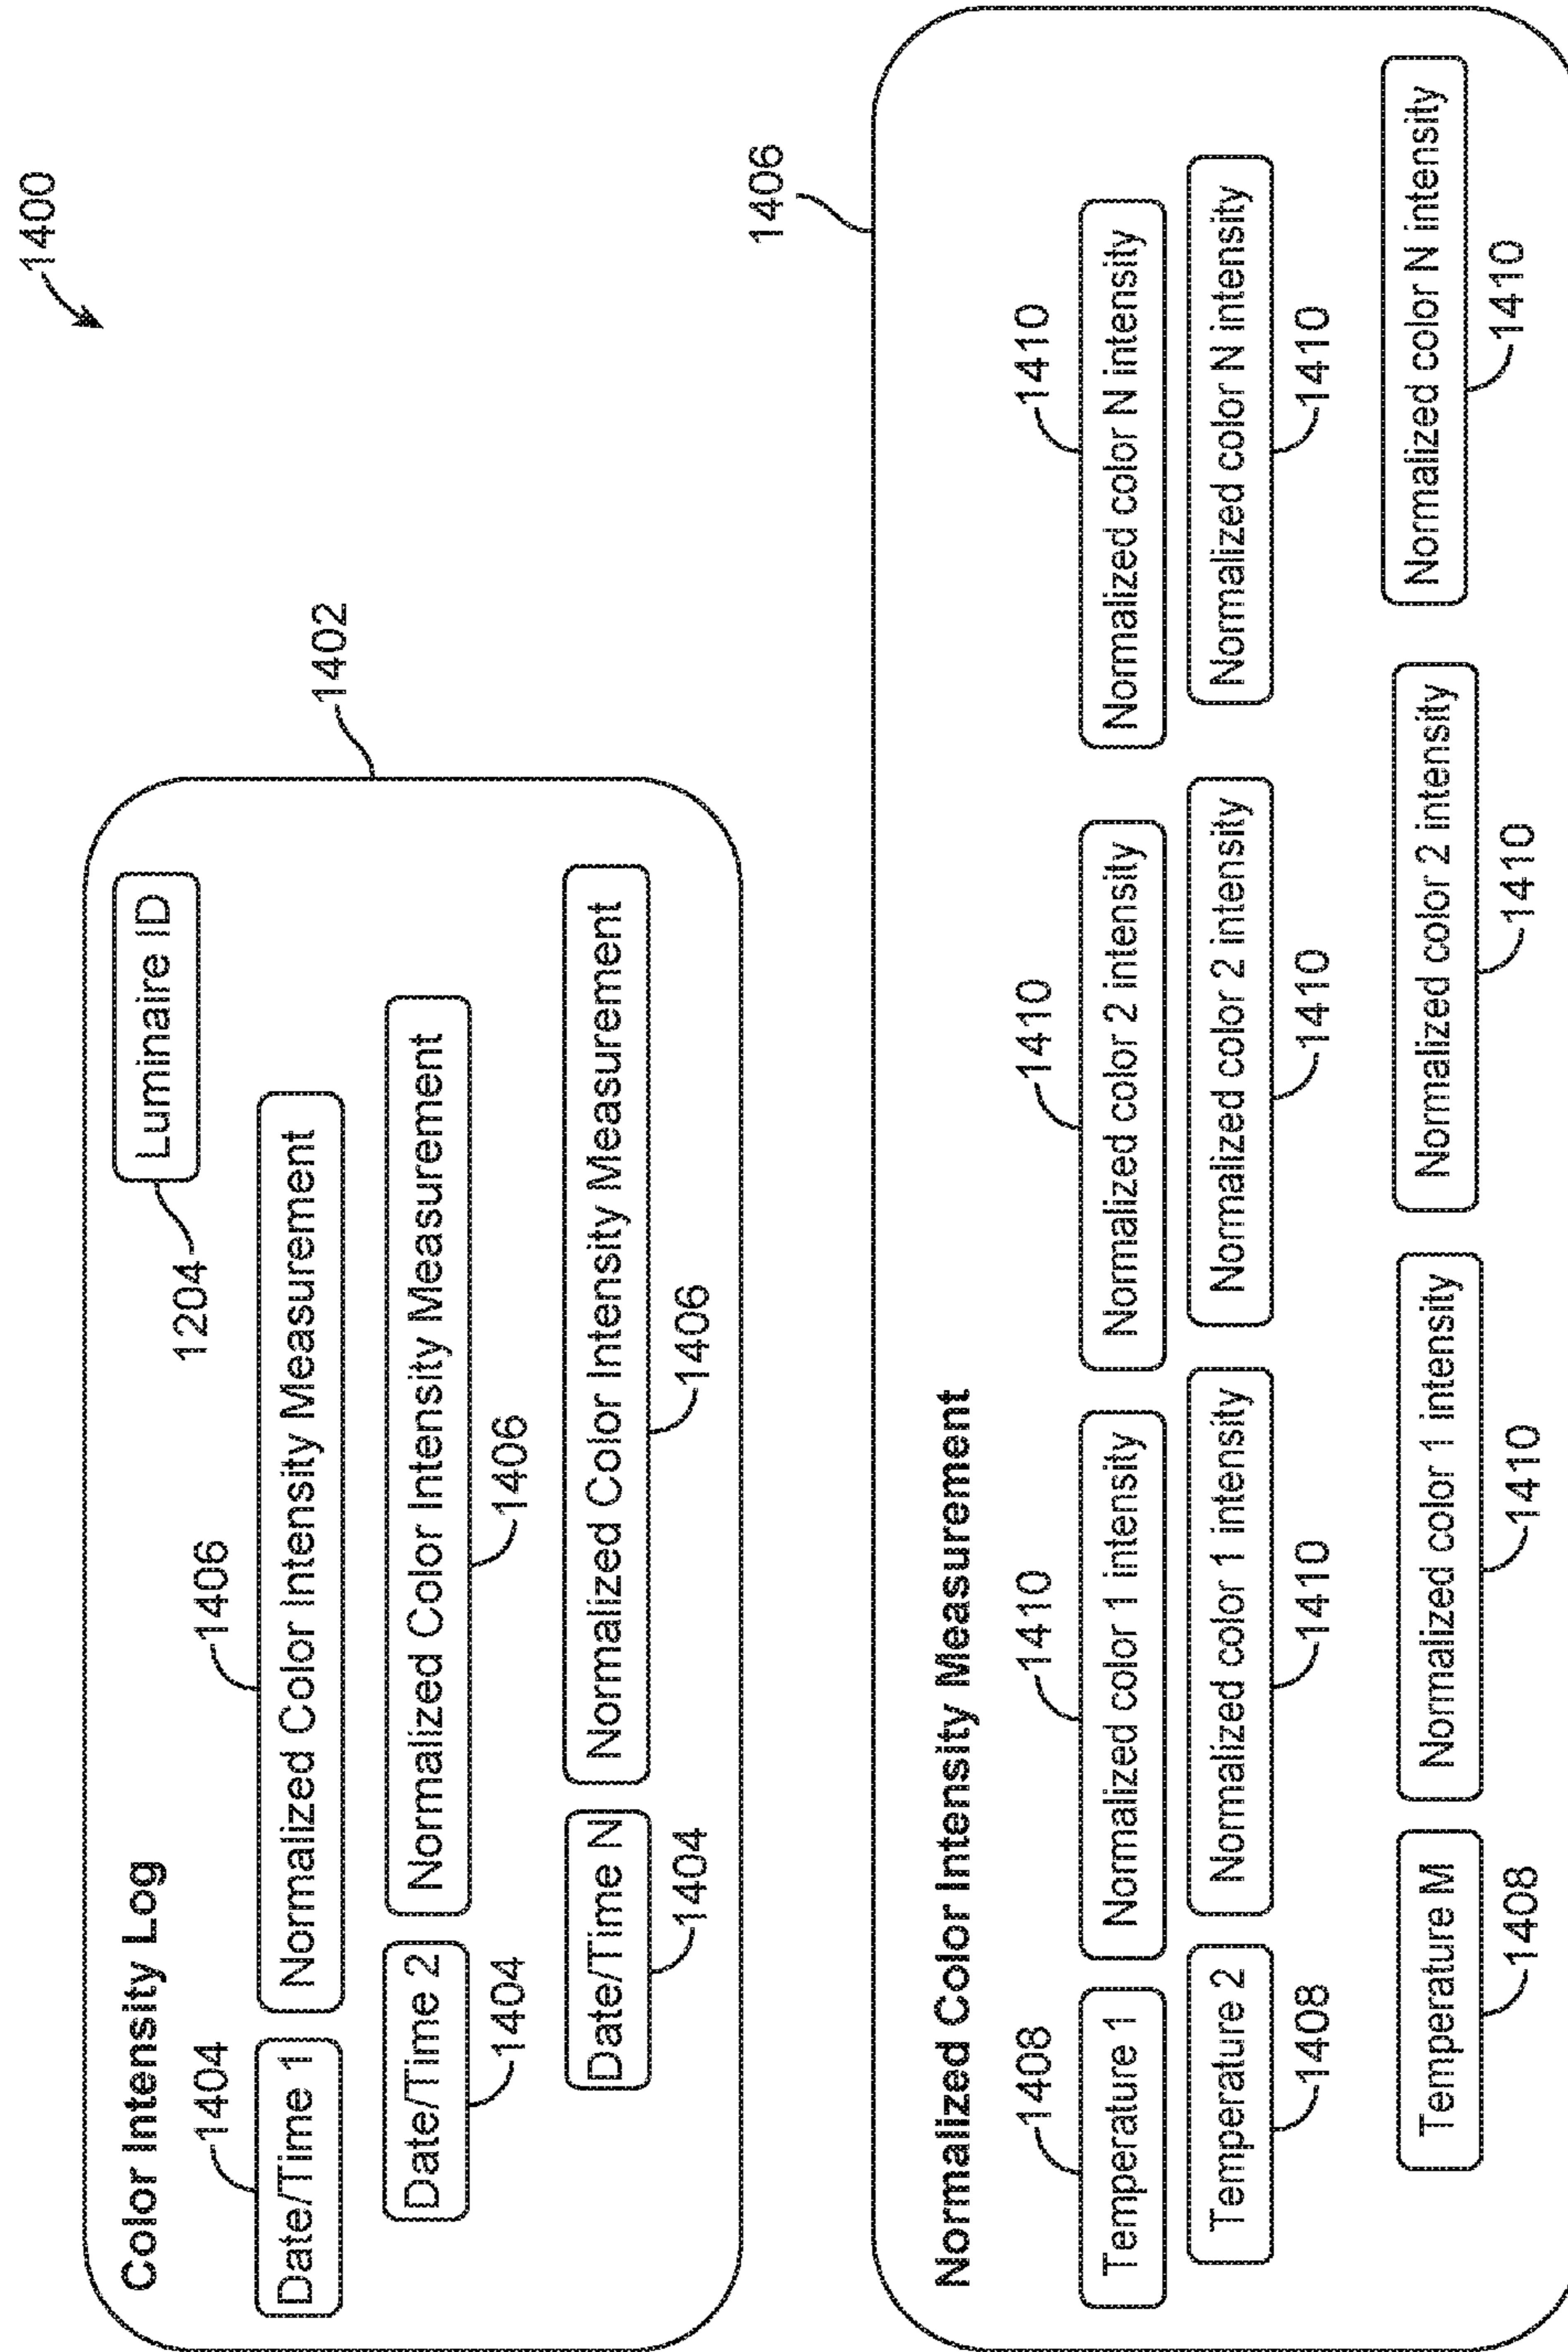 1400
Color Intensity Log
Luminaire ID
1204
1402
1404
1406
Date/Time 1
Normalized Color Intensity Measurement
Date/Time 2
Normalized Color Intensity Measurement
1404
1406
Date/Time N
Normalized Color Intensity Measurement
1404
1406
1406
Normalized Color Intensity Measurement
1408
1410
1410
1410
Temperature 1
Normalized color 1 intensity
Normalized color 2 intensity
Normalized color N intensity
Temperature 2
Normalized color 1 intensity
Normalized color 2 intensity
Normalized color N intensity
1408
1410
1410
1410
Temperature M
Normalized color 1 intensity
Normalized color 2 intensity
Normalized color N intensity
1408
1410
1410
1410